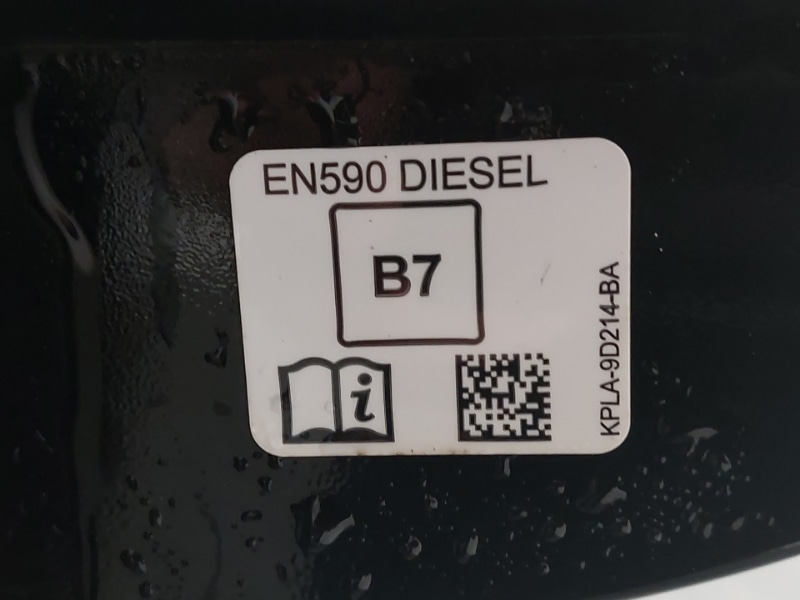 EN590 DIESEL
B7
i
KPLA-9D214-BA